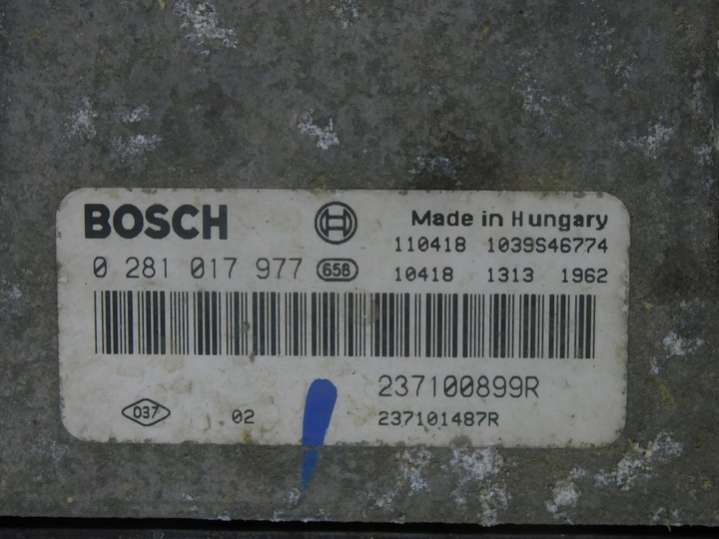 BOSCH
Made in Hungary
110418 1039S46774
0 281 017 977 658
10418 1313 1962
237100899R
037 02
237101487R